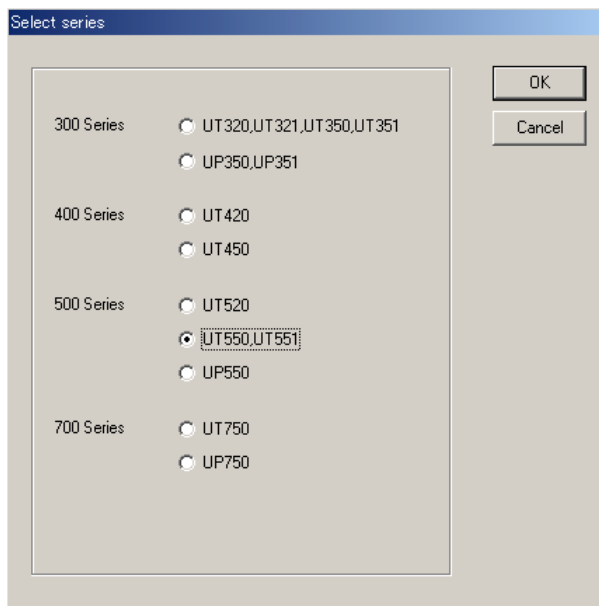 Select series
OK
Cancel
300 Series
UT320,UT321,UT350,UT351
UP350,UP351
400 Series
UT420
UT450
500 Series
UT520
UT550,UT551
UP550
700 Series
UT750
UP750